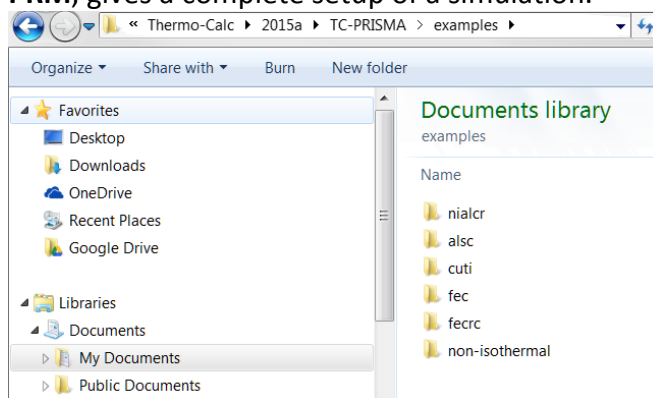 PRM) gives a complete setup of a simulation.
« Thermo-Calc ▸ 2015a ▸ TC-PRISMA > examples ▸
Organize ▾ Share with ▾ Burn New folder
Favorites
Desktop
Downloads
OneDrive
Recent Places
Google Drive
Libraries
Documents
My Documents
Public Documents
Documents library
examples
Name
nialcr
alsc
cuti
fec
fecrc
non-isothermal